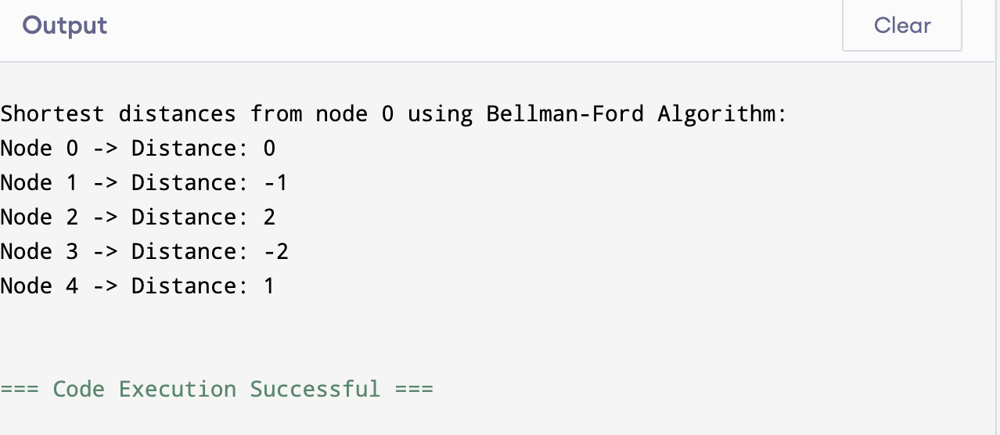 Output
Clear
Shortest distances from node 0 using Bellman-Ford Algorithm:
Node 0 -> Distance: 0
Node 1 -> Distance: -1
Node 2 -> Distance: 2
Node 3 -> Distance: -2
Node 4 -> Distance: 1
=== Code Execution Successful ===